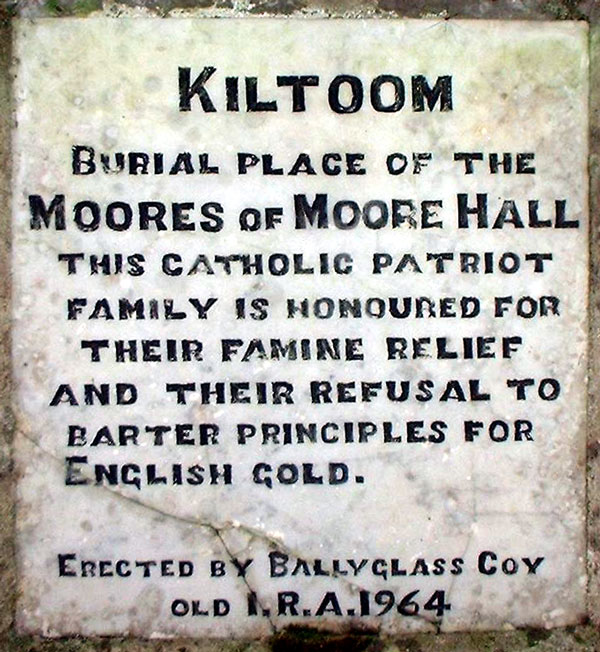 KILTOOM
BURIAL PLACE OF THE
MOORES OF MOORE HALL
THIS CATHOLIC PATRIOT
FAMILY IS HONOURED FOR
THEIR FAMINE RELIEF
AND THEIR REFUSAL TO
BARTER PRINCIPLES FOR
ENGLISH GOLD.
ERECTED BY BALLYGLASS COY
OLD I.R.A. 1964